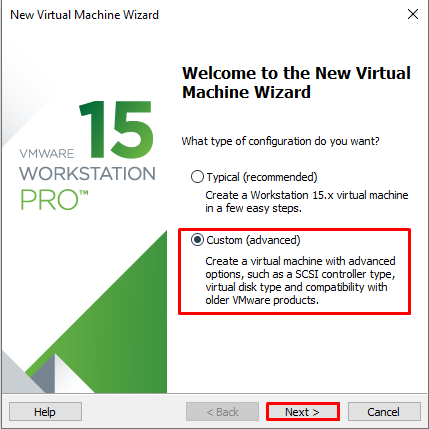 New Virtual Machine Wizard
VMWARE 15
WORKSTATION
PRO™
Welcome to the New Virtual
Machine Wizard
What type of configuration do you want?
Typical (recommended)
Create a Workstation 15.x virtual machine
in a few easy steps.
Custom (advanced)
Create a virtual machine with advanced
options, such as a SCSI controller type,
virtual disk type and compatibility with
older VMware products.
Help
< Back
Next >
Cancel